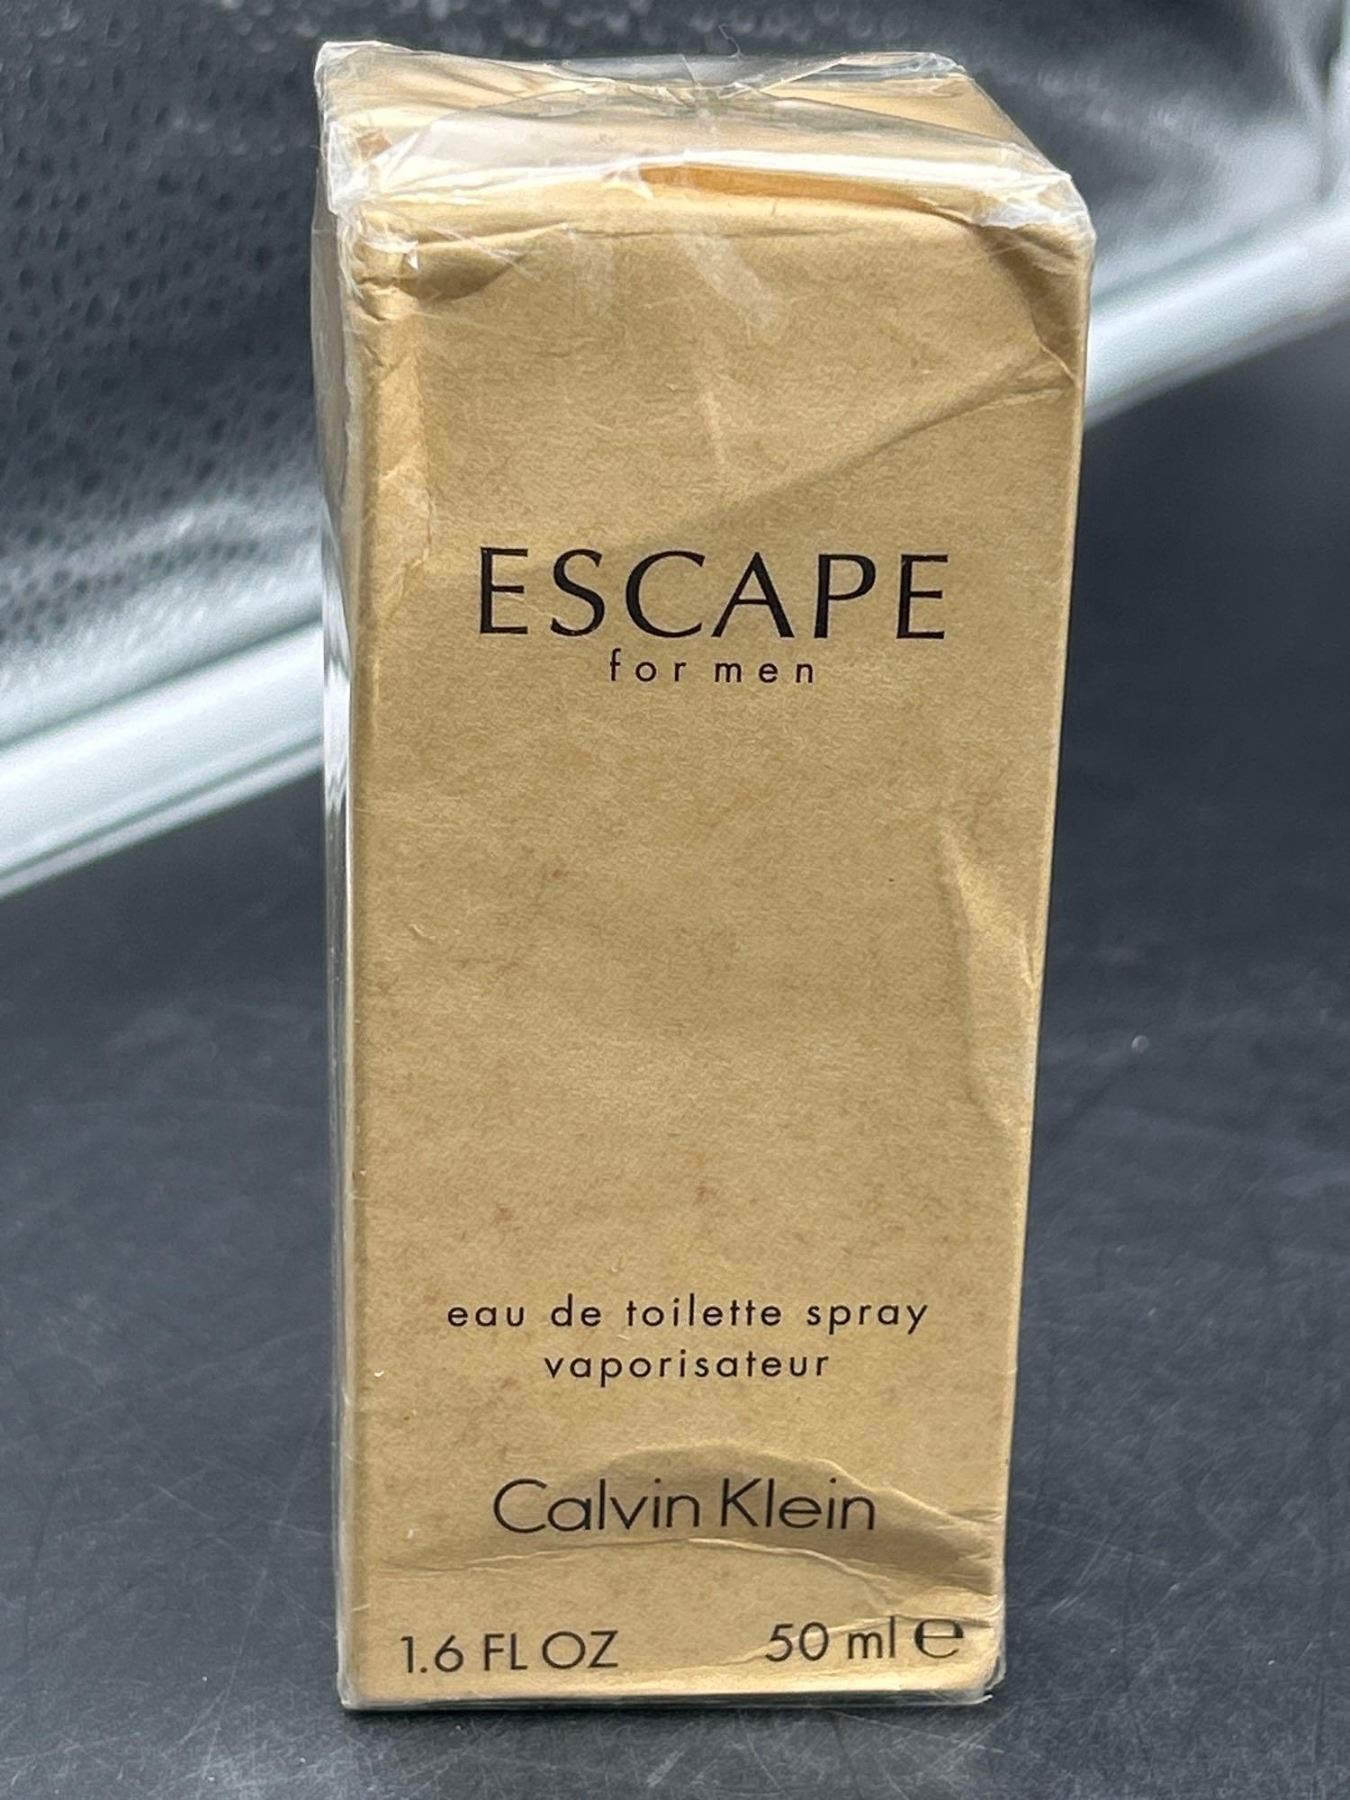 ESCAPE
for men
eau de toilette spray
vaporisateur
Calvin Klein
1.6 FL OZ 50 ml ℮